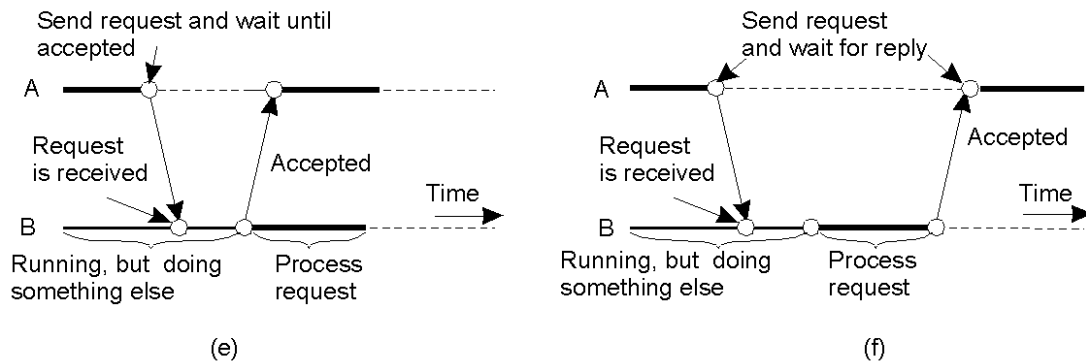 Send request and wait until
accepted
A
Request
is received
Accepted
Time
B
Running, but doing
something else
Process
request
(e)
Send request
and wait for reply
A
Request
is received
Accepted
Time
B
Running, but doing
something else
Process
request
(f)